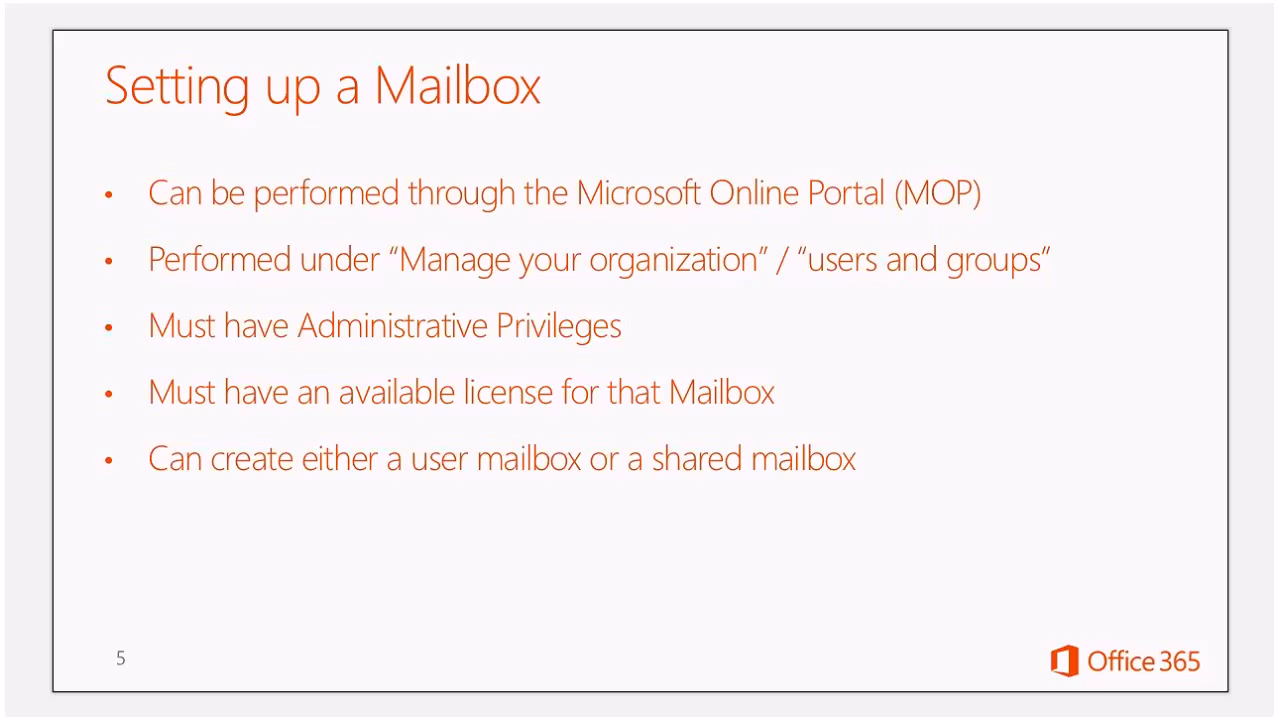 Setting up a Mailbox
• Can be performed through the Microsoft Online Portal (MOP)
• Performed under “Manage your organization” / “users and groups”
• Must have Administrative Privileges
• Must have an available license for that Mailbox
• Can create either a user mailbox or a shared mailbox
5
Office 365